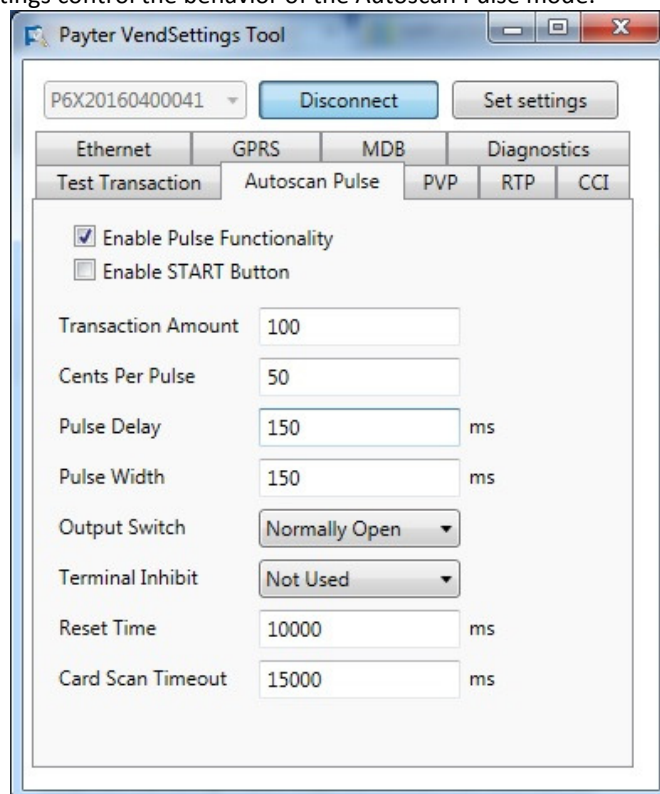 tings control the behavior of the Autoscan Pulse mode.
Payter VendSettings Tool
P6X20160400041 Disconnect Set settings
Ethernet GPRS MDB Diagnostics
Test Transaction Autoscan Pulse PVP RTP CCI
Enable Pulse Functionality
Enable START Button
Transaction Amount 100
Cents Per Pulse 50
Pulse Delay 150 ms
Pulse Width 150 ms
Output Switch Normally Open
Terminal Inhibit Not Used
Reset Time 10000 ms
Card Scan Timeout 15000 ms